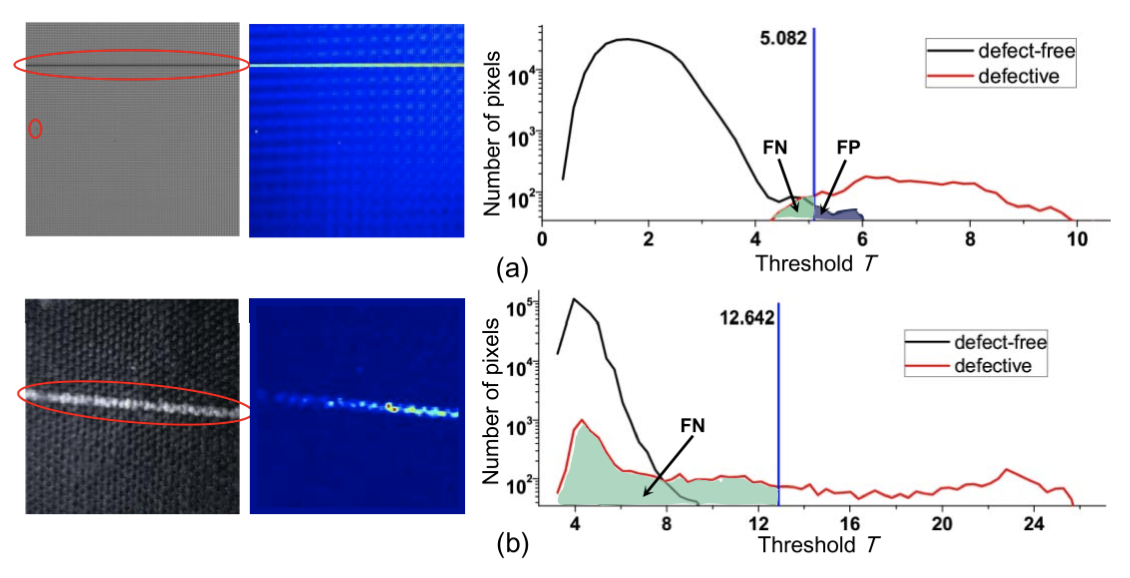 5.082
defect-free
defective
Number of pixels
10⁴
10³
10²
FN
FP
0
2
4
6
8
10
Threshold T
(a)
12.642
defect-free
defective
Number of pixels
10⁵
10⁴
10³
10²
FN
4
8
12
16
20
24
Threshold T
(b)